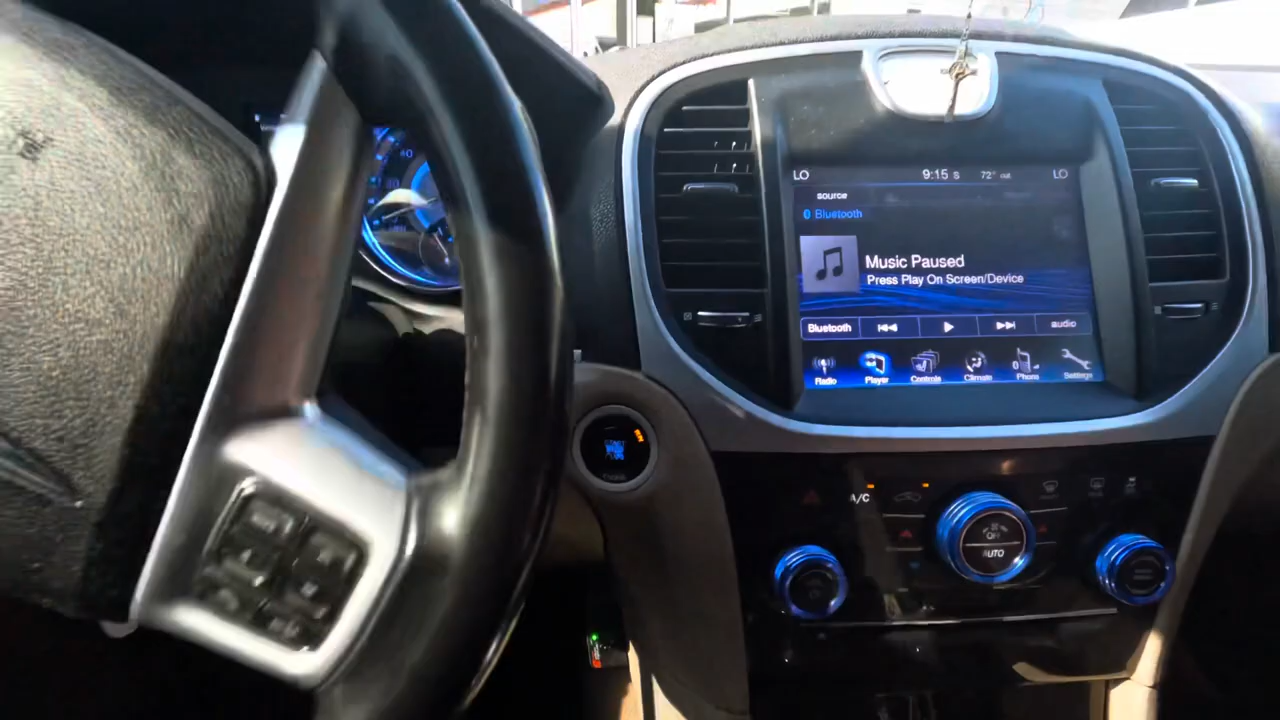 LO 9:15 S 72° out LO
source
Bluetooth
Music Paused
Press Play On Screen/Device
Bluetooth audio
Radio Player Controls Climate Phone Settings
A/C
OFF
AUTO